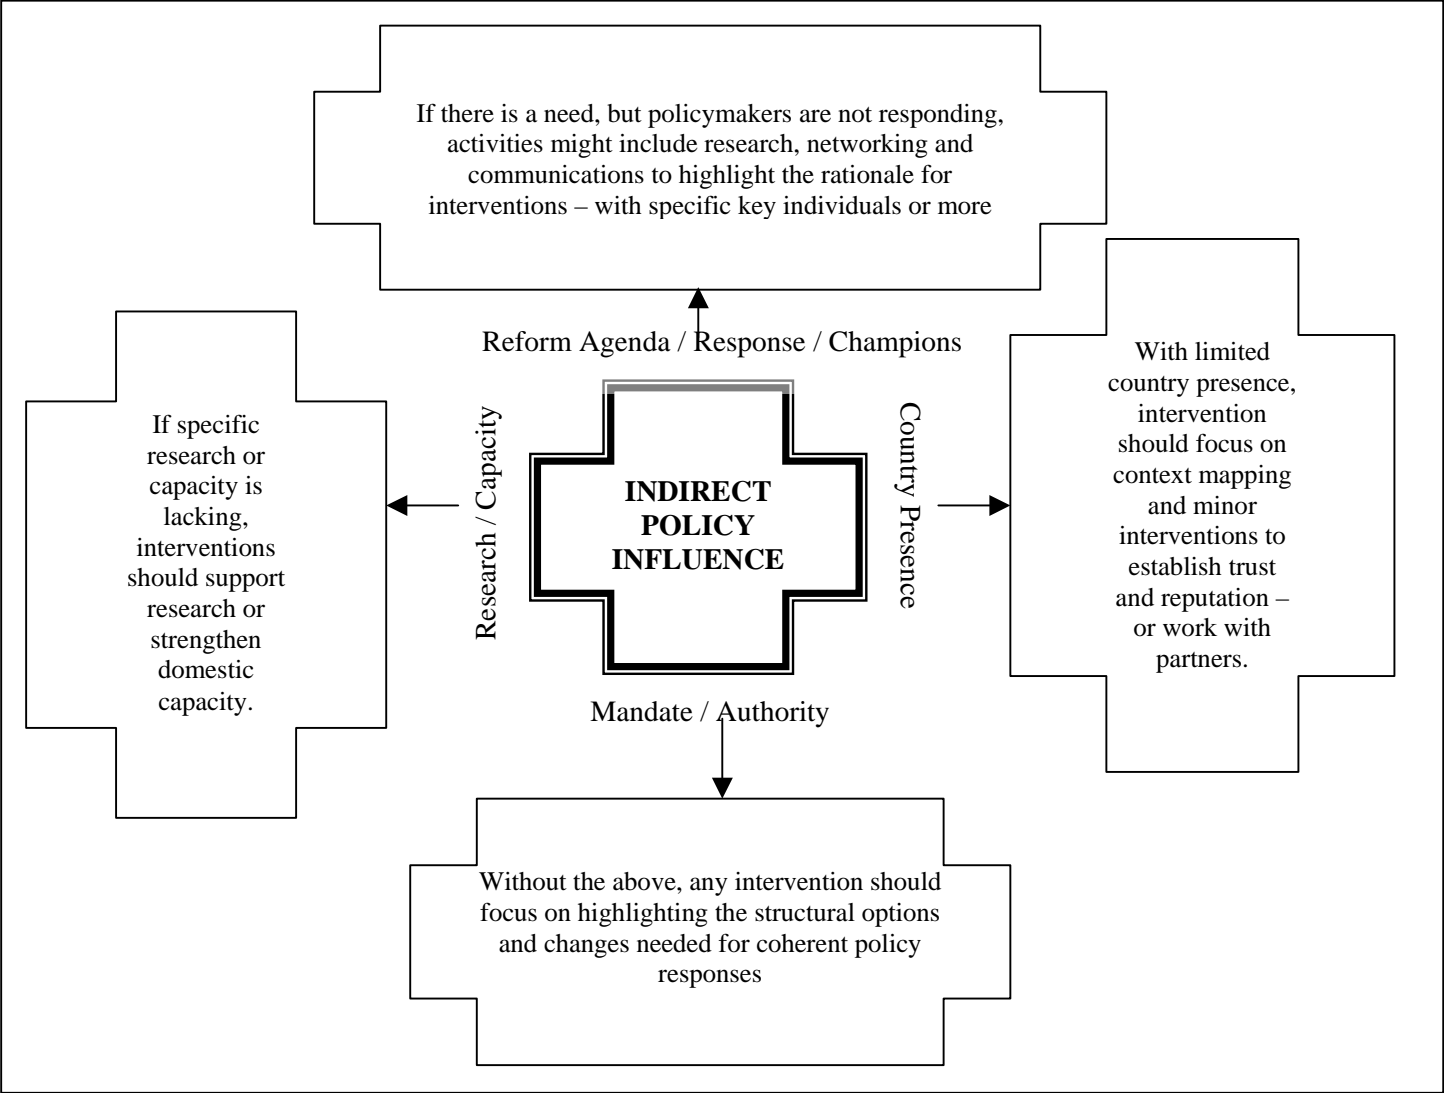 If there is a need, but policymakers are not responding,
activities might include research, networking and
communications to highlight the rationale for
interventions – with specific key individuals or more
Reform Agenda / Response / Champions
If specific
research or
capacity is
lacking,
interventions
should support
research or
strengthen
domestic
capacity.
Research / Capacity
INDIRECT
POLICY
INFLUENCE
Country Presence
With limited
country presence,
intervention
should focus on
context mapping
and minor
interventions to
establish trust
and reputation –
or work with
partners.
Mandate / Authority
Without the above, any intervention should
focus on highlighting the structural options
and changes needed for coherent policy
responses